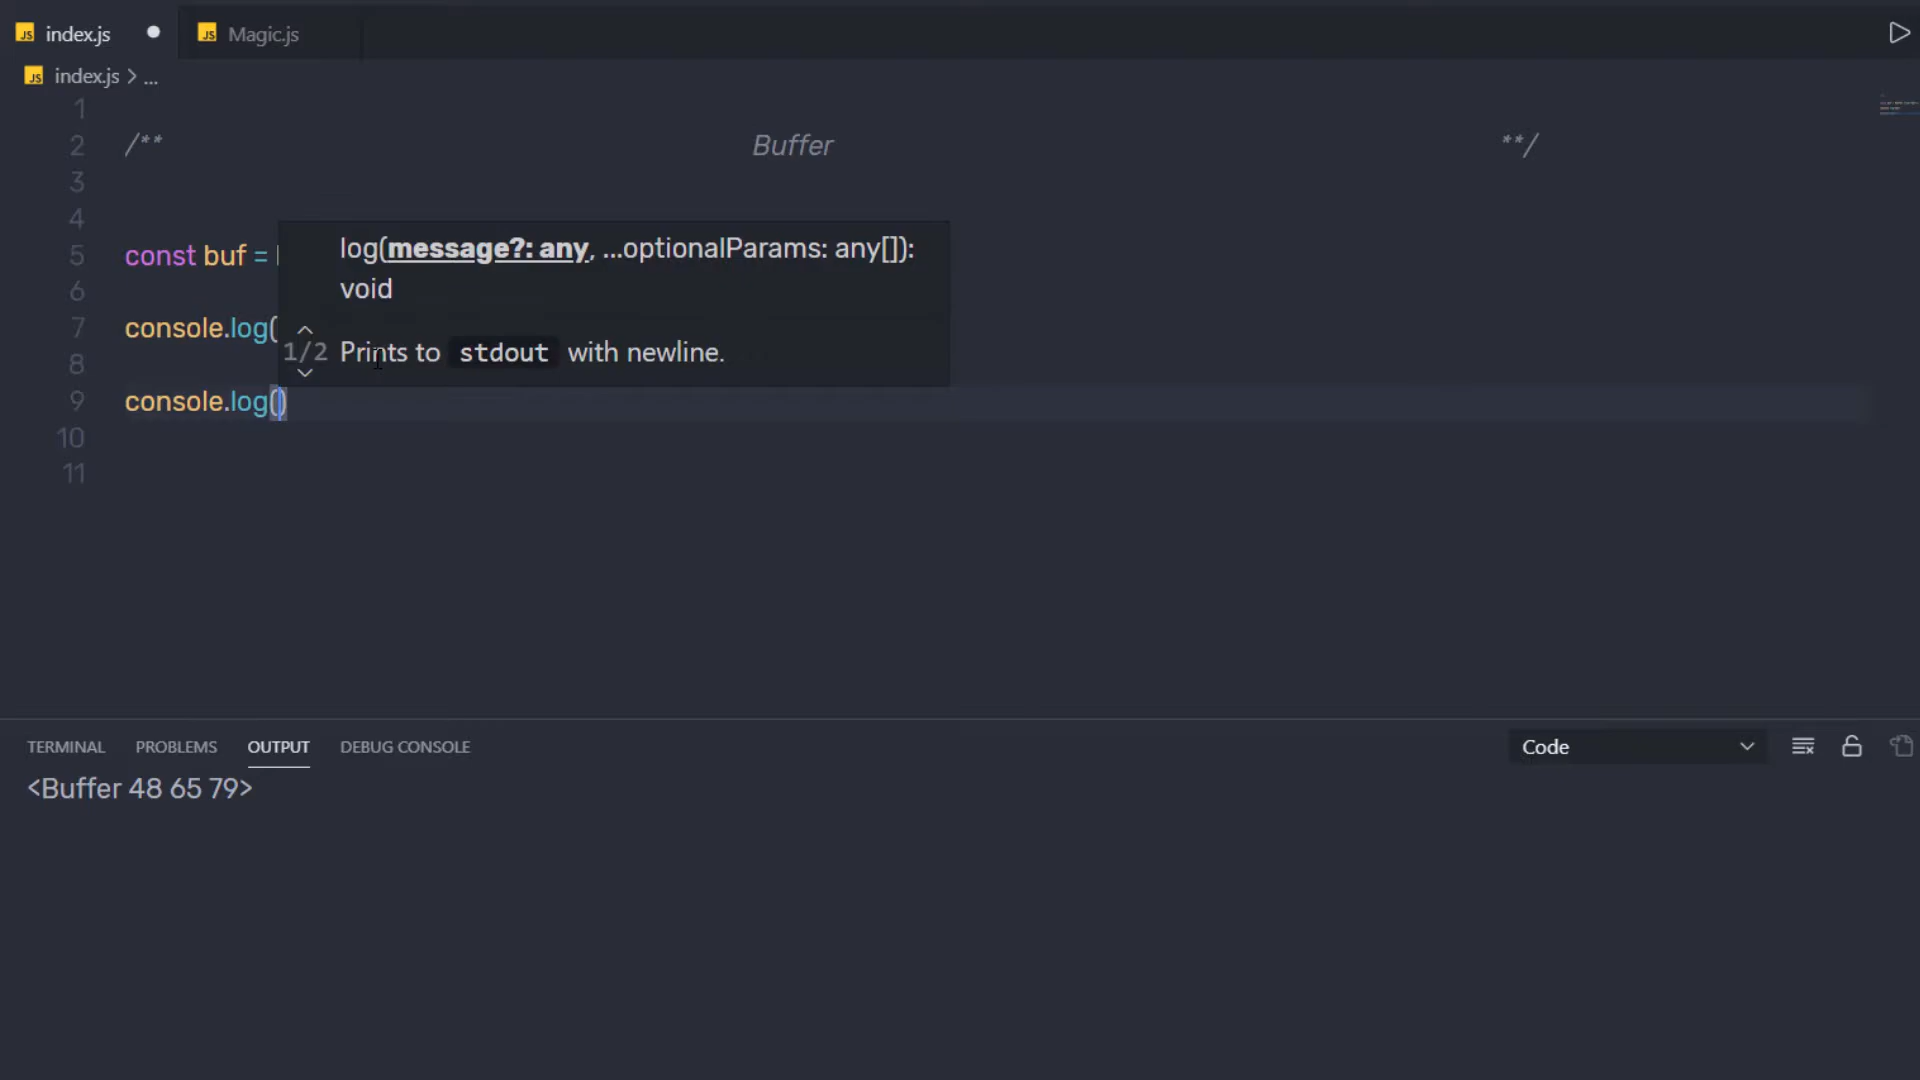 index.js
Magic.js
index.js > ...
1
2 /** Buffer **/
3
4
5 const buf =
log(message?: any, ...optionalParams: any[]):
void
6
7 console.log(
1/2 Prints to stdout with newline.
8
9 console.log()
10
11
TERMINAL PROBLEMS OUTPUT DEBUG CONSOLE Code
<Buffer 48 65 79>